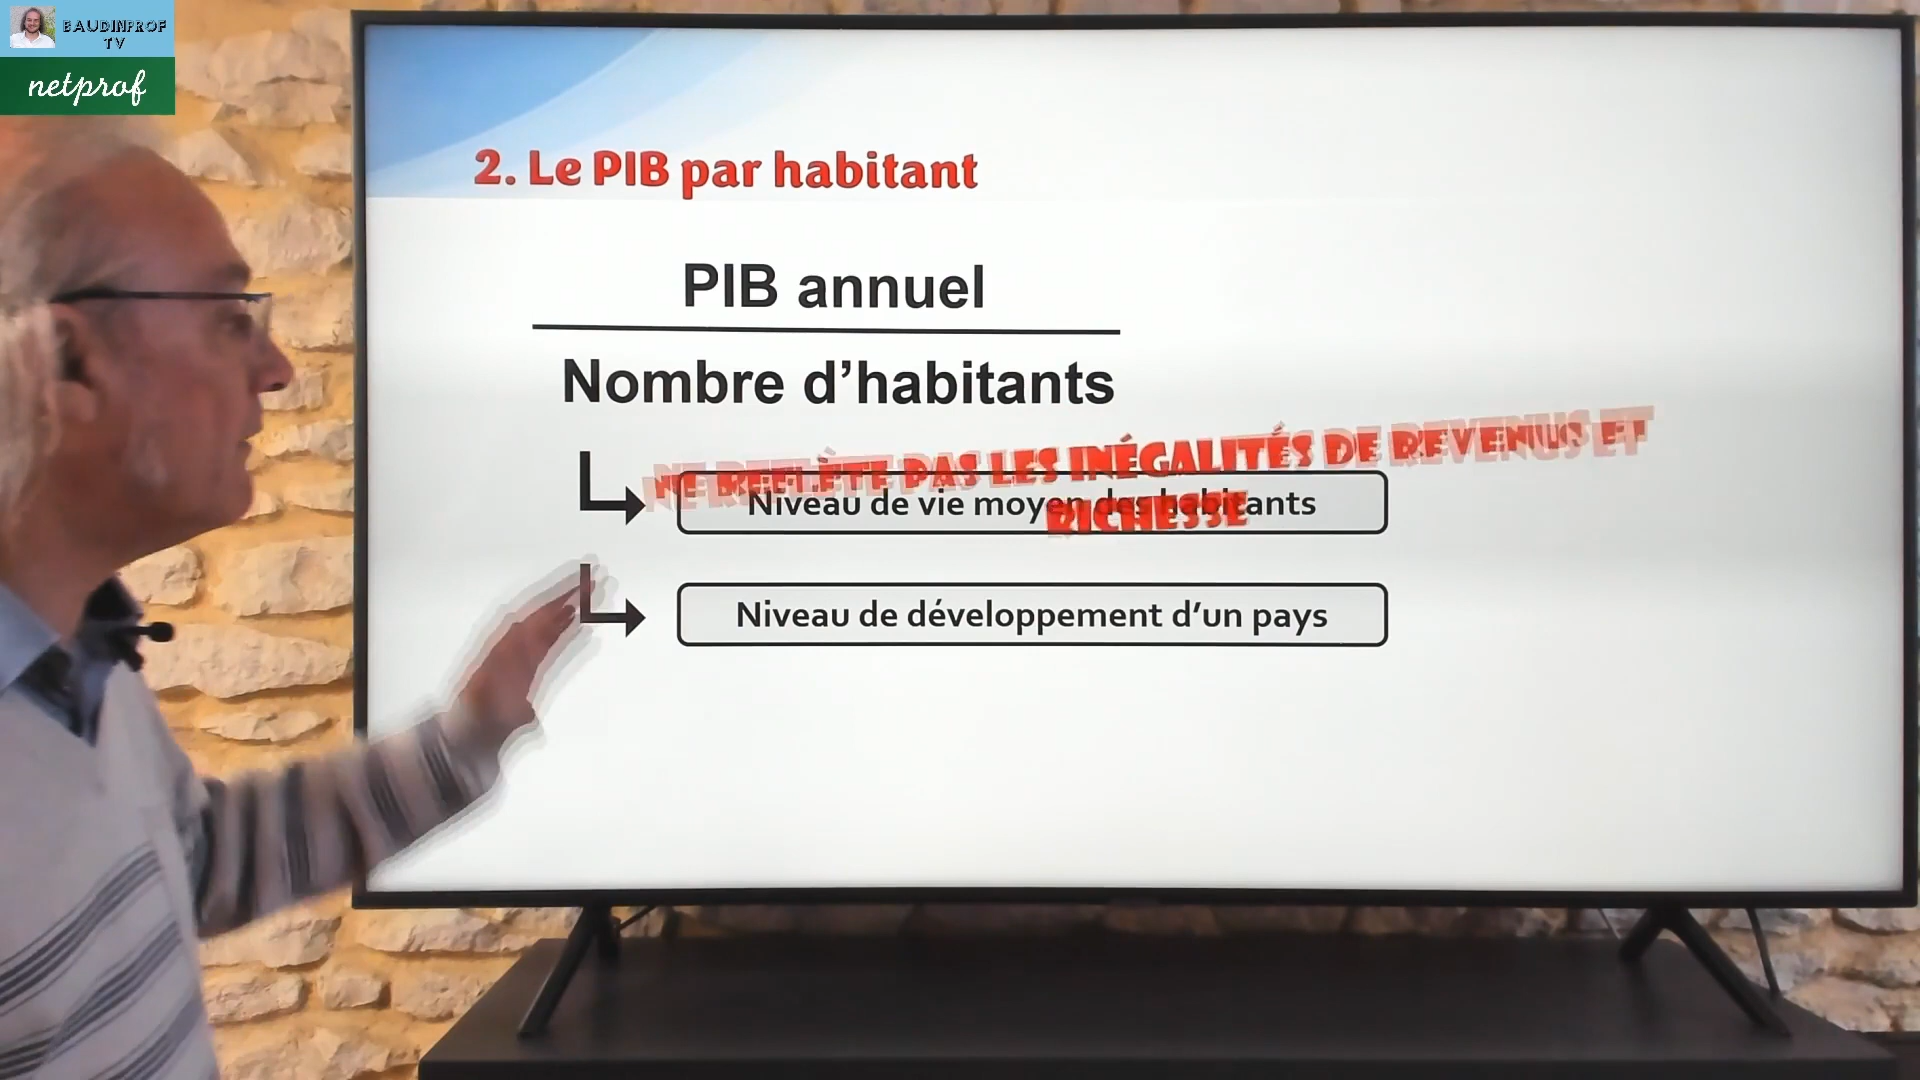 BAUDINPROF
TV
netprof
2. Le PIB par habitant
PIB annuel
Nombre d’habitants
NE REFLÈTE PAS LES INÉGALITÉS DE REVENUS ET
RICHESSE
Niveau de vie moyen des habitants
Niveau de développement d’un pays